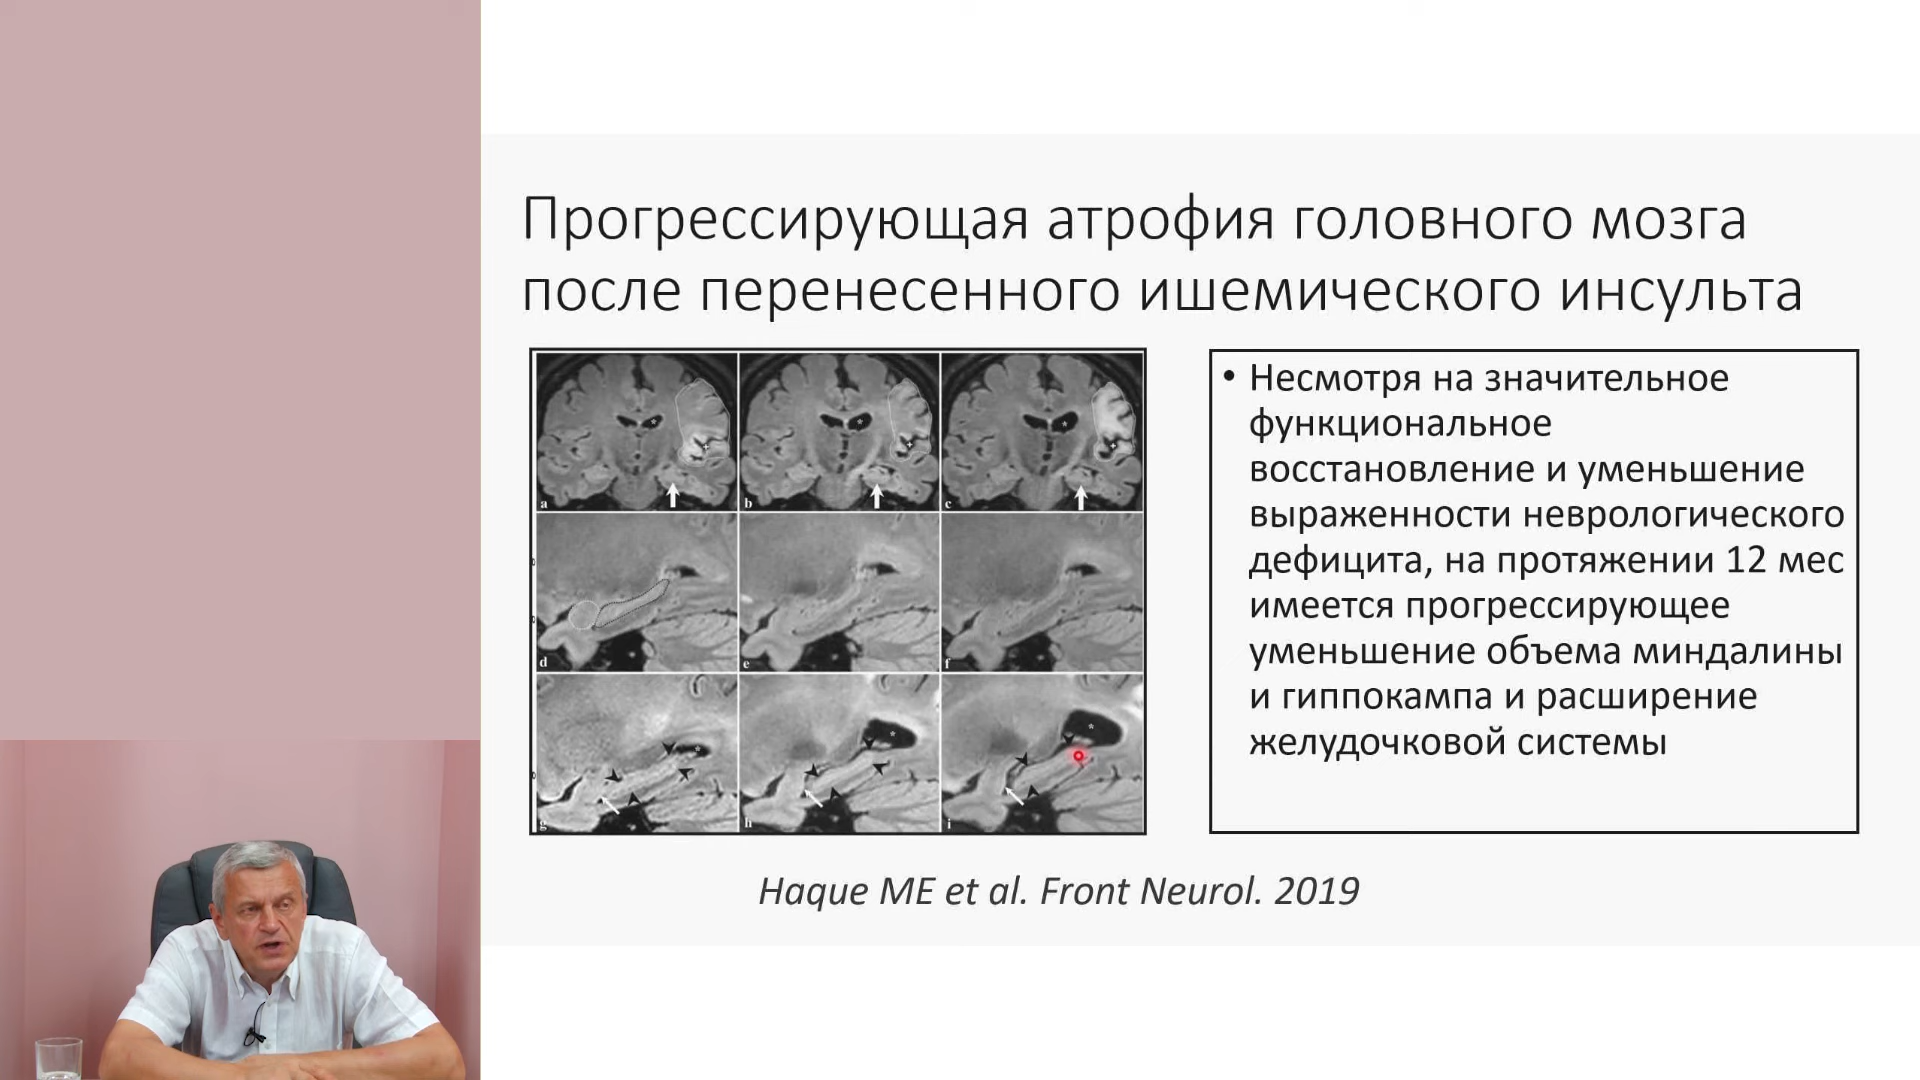 Прогрессирующая атрофия головного мозга
после перенесенного ишемического инсульта
a
b
c
d
e
f
g
h
i
• Несмотря на значительное
функциональное
восстановление и уменьшение
выраженности неврологического
дефицита, на протяжении 12 мес
имеется прогрессирующее
уменьшение объема миндалины
и гиппокампа и расширение
желудочковой системы
Haque ME et al. Front Neurol. 2019